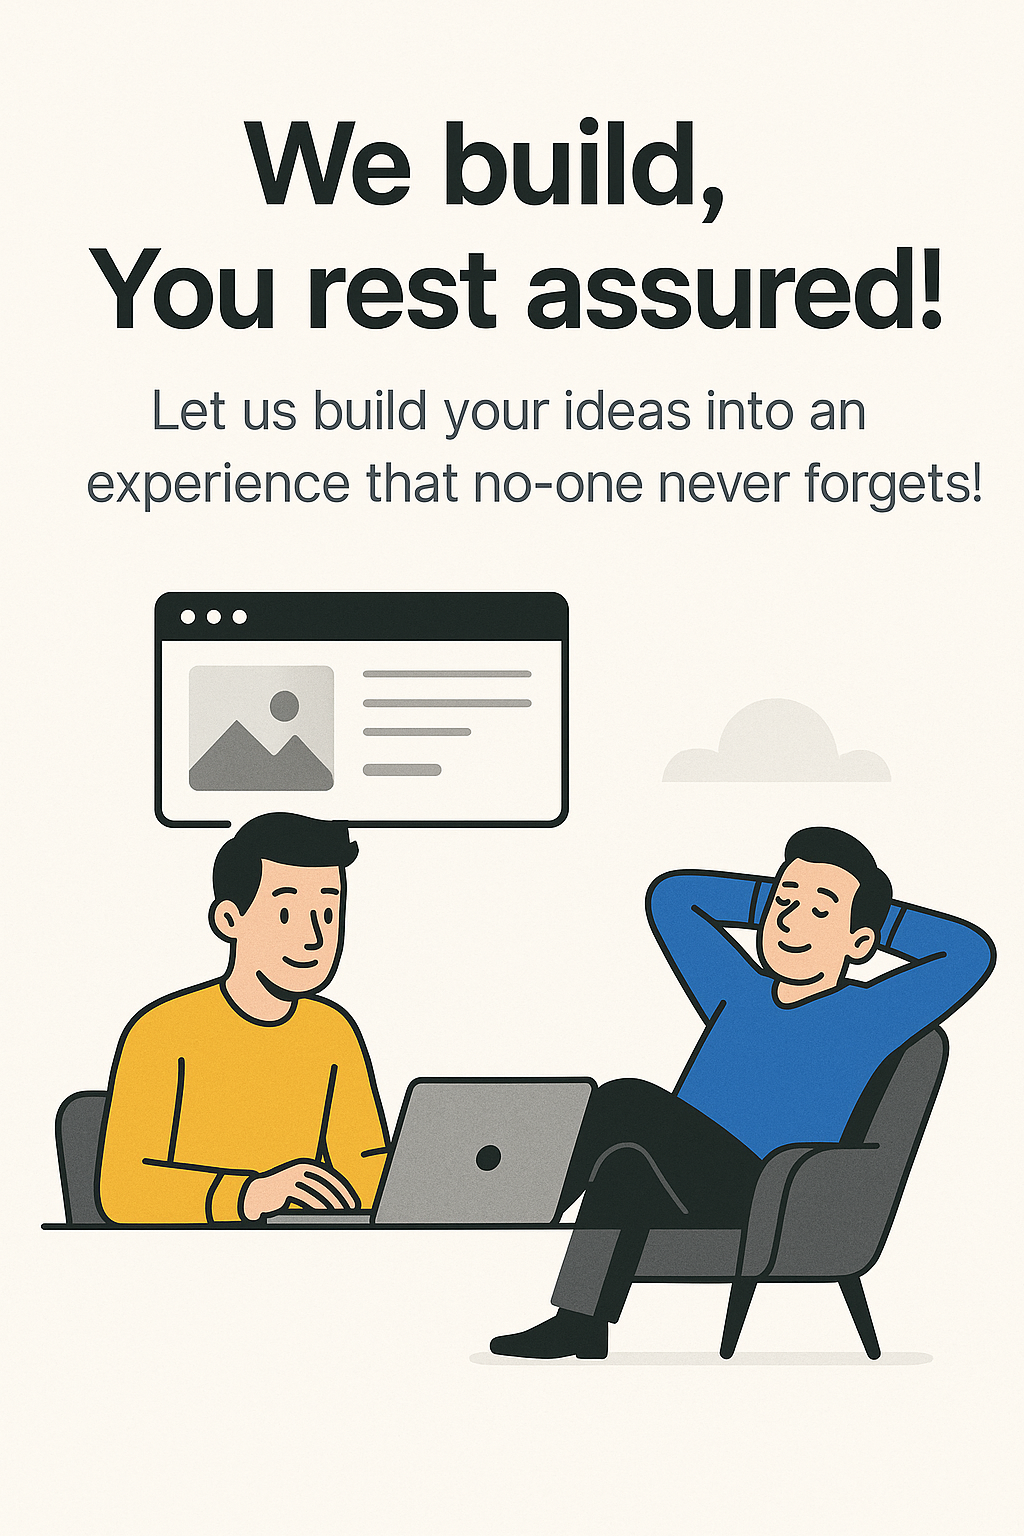 We build,
You rest assured!
Let us build your ideas into an
experience that no-one never forgets!